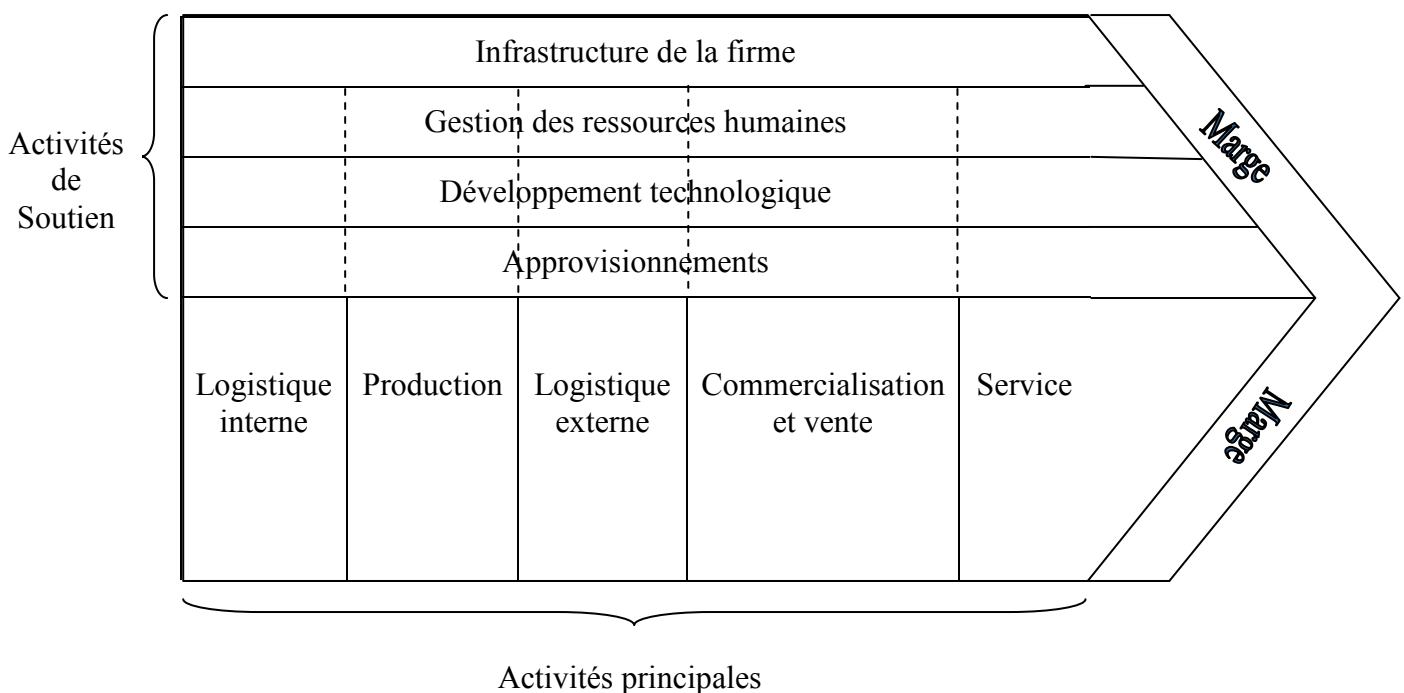 Infrastructure de la firme
Gestion des ressources humaines
Développement technologique
Approvisionnements
Activités
de
Soutien
Marge
Logistique
interne
Production
Logistique
externe
Commercialisation
et vente
Service
Marge
Activités principales